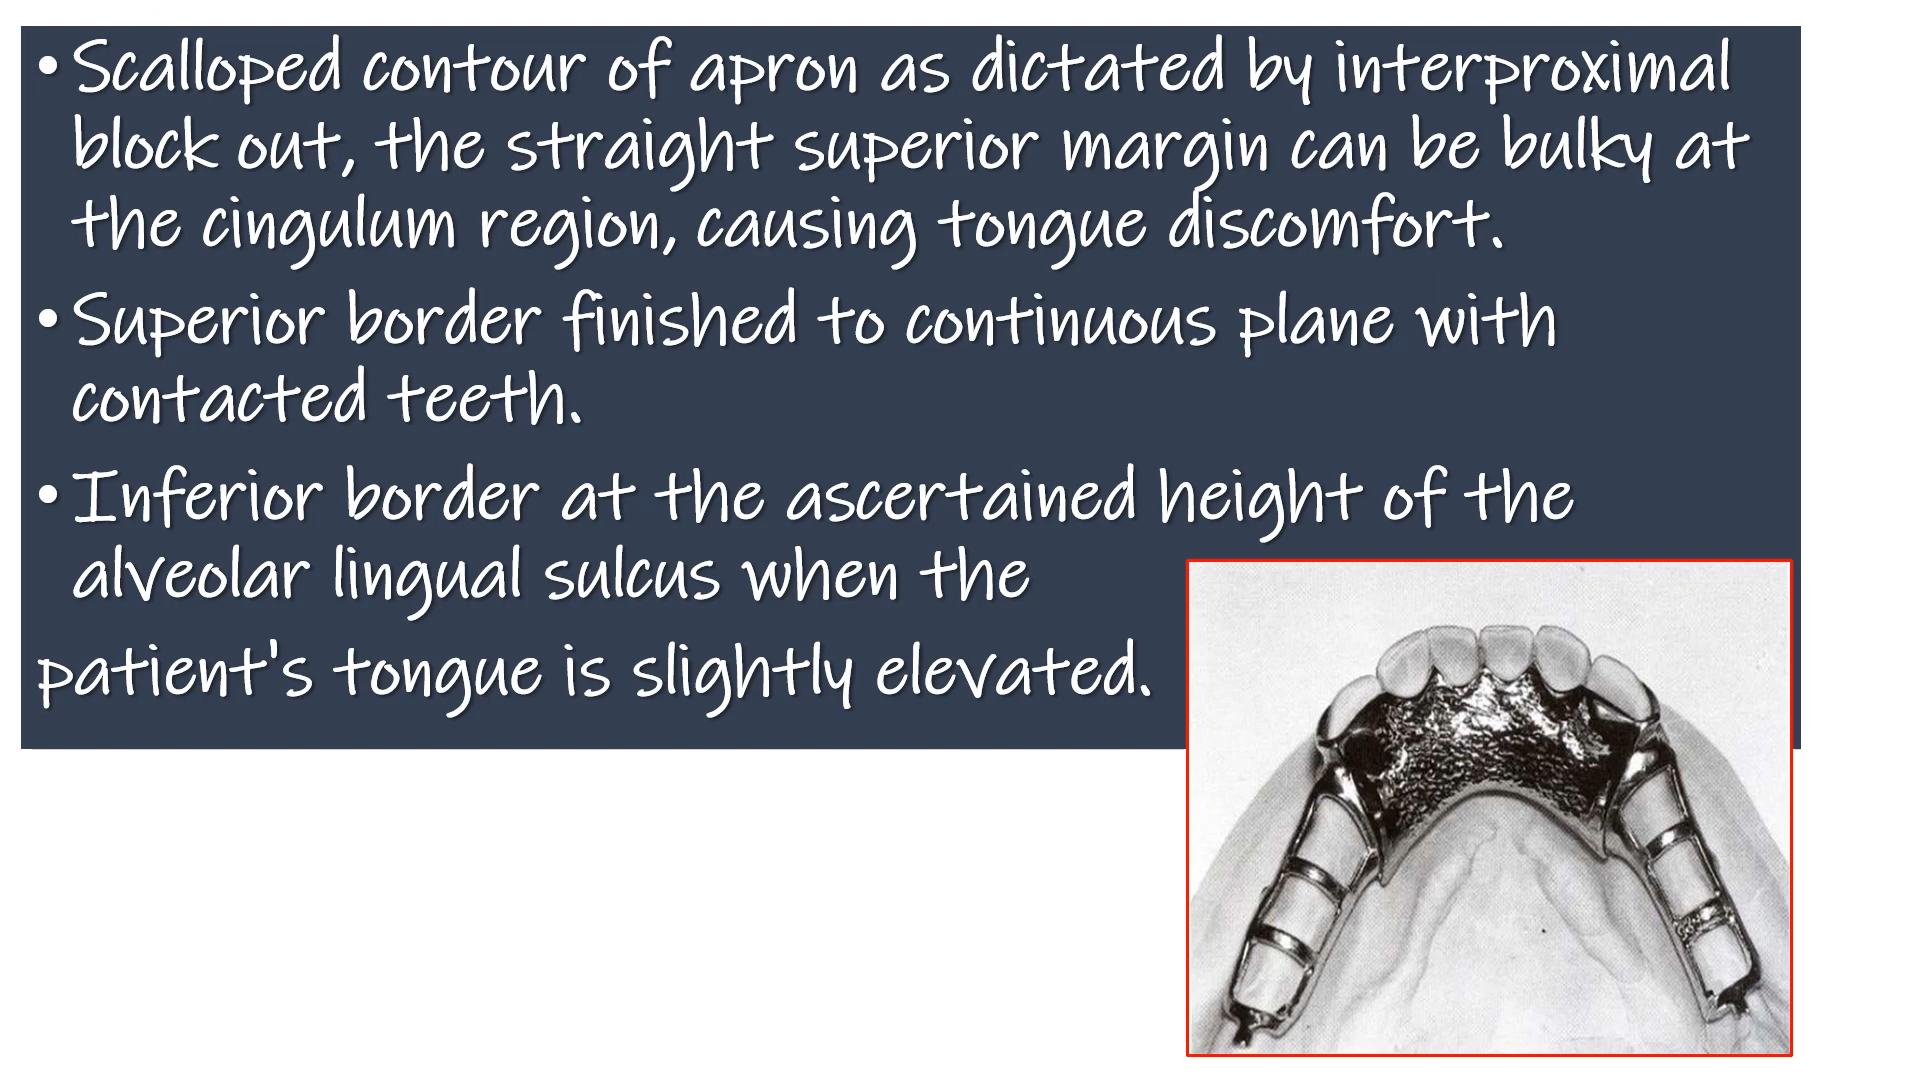 • Scalloped contour of apron as dictated by interproximal
block out, the straight superior margin can be bulky at
the cingulum region, causing tongue discomfort.
• Superior border finished to continuous plane with
contacted teeth.
• Inferior border at the ascertained height of the
alveolar lingual sulcus when the
patient's tongue is slightly elevated.